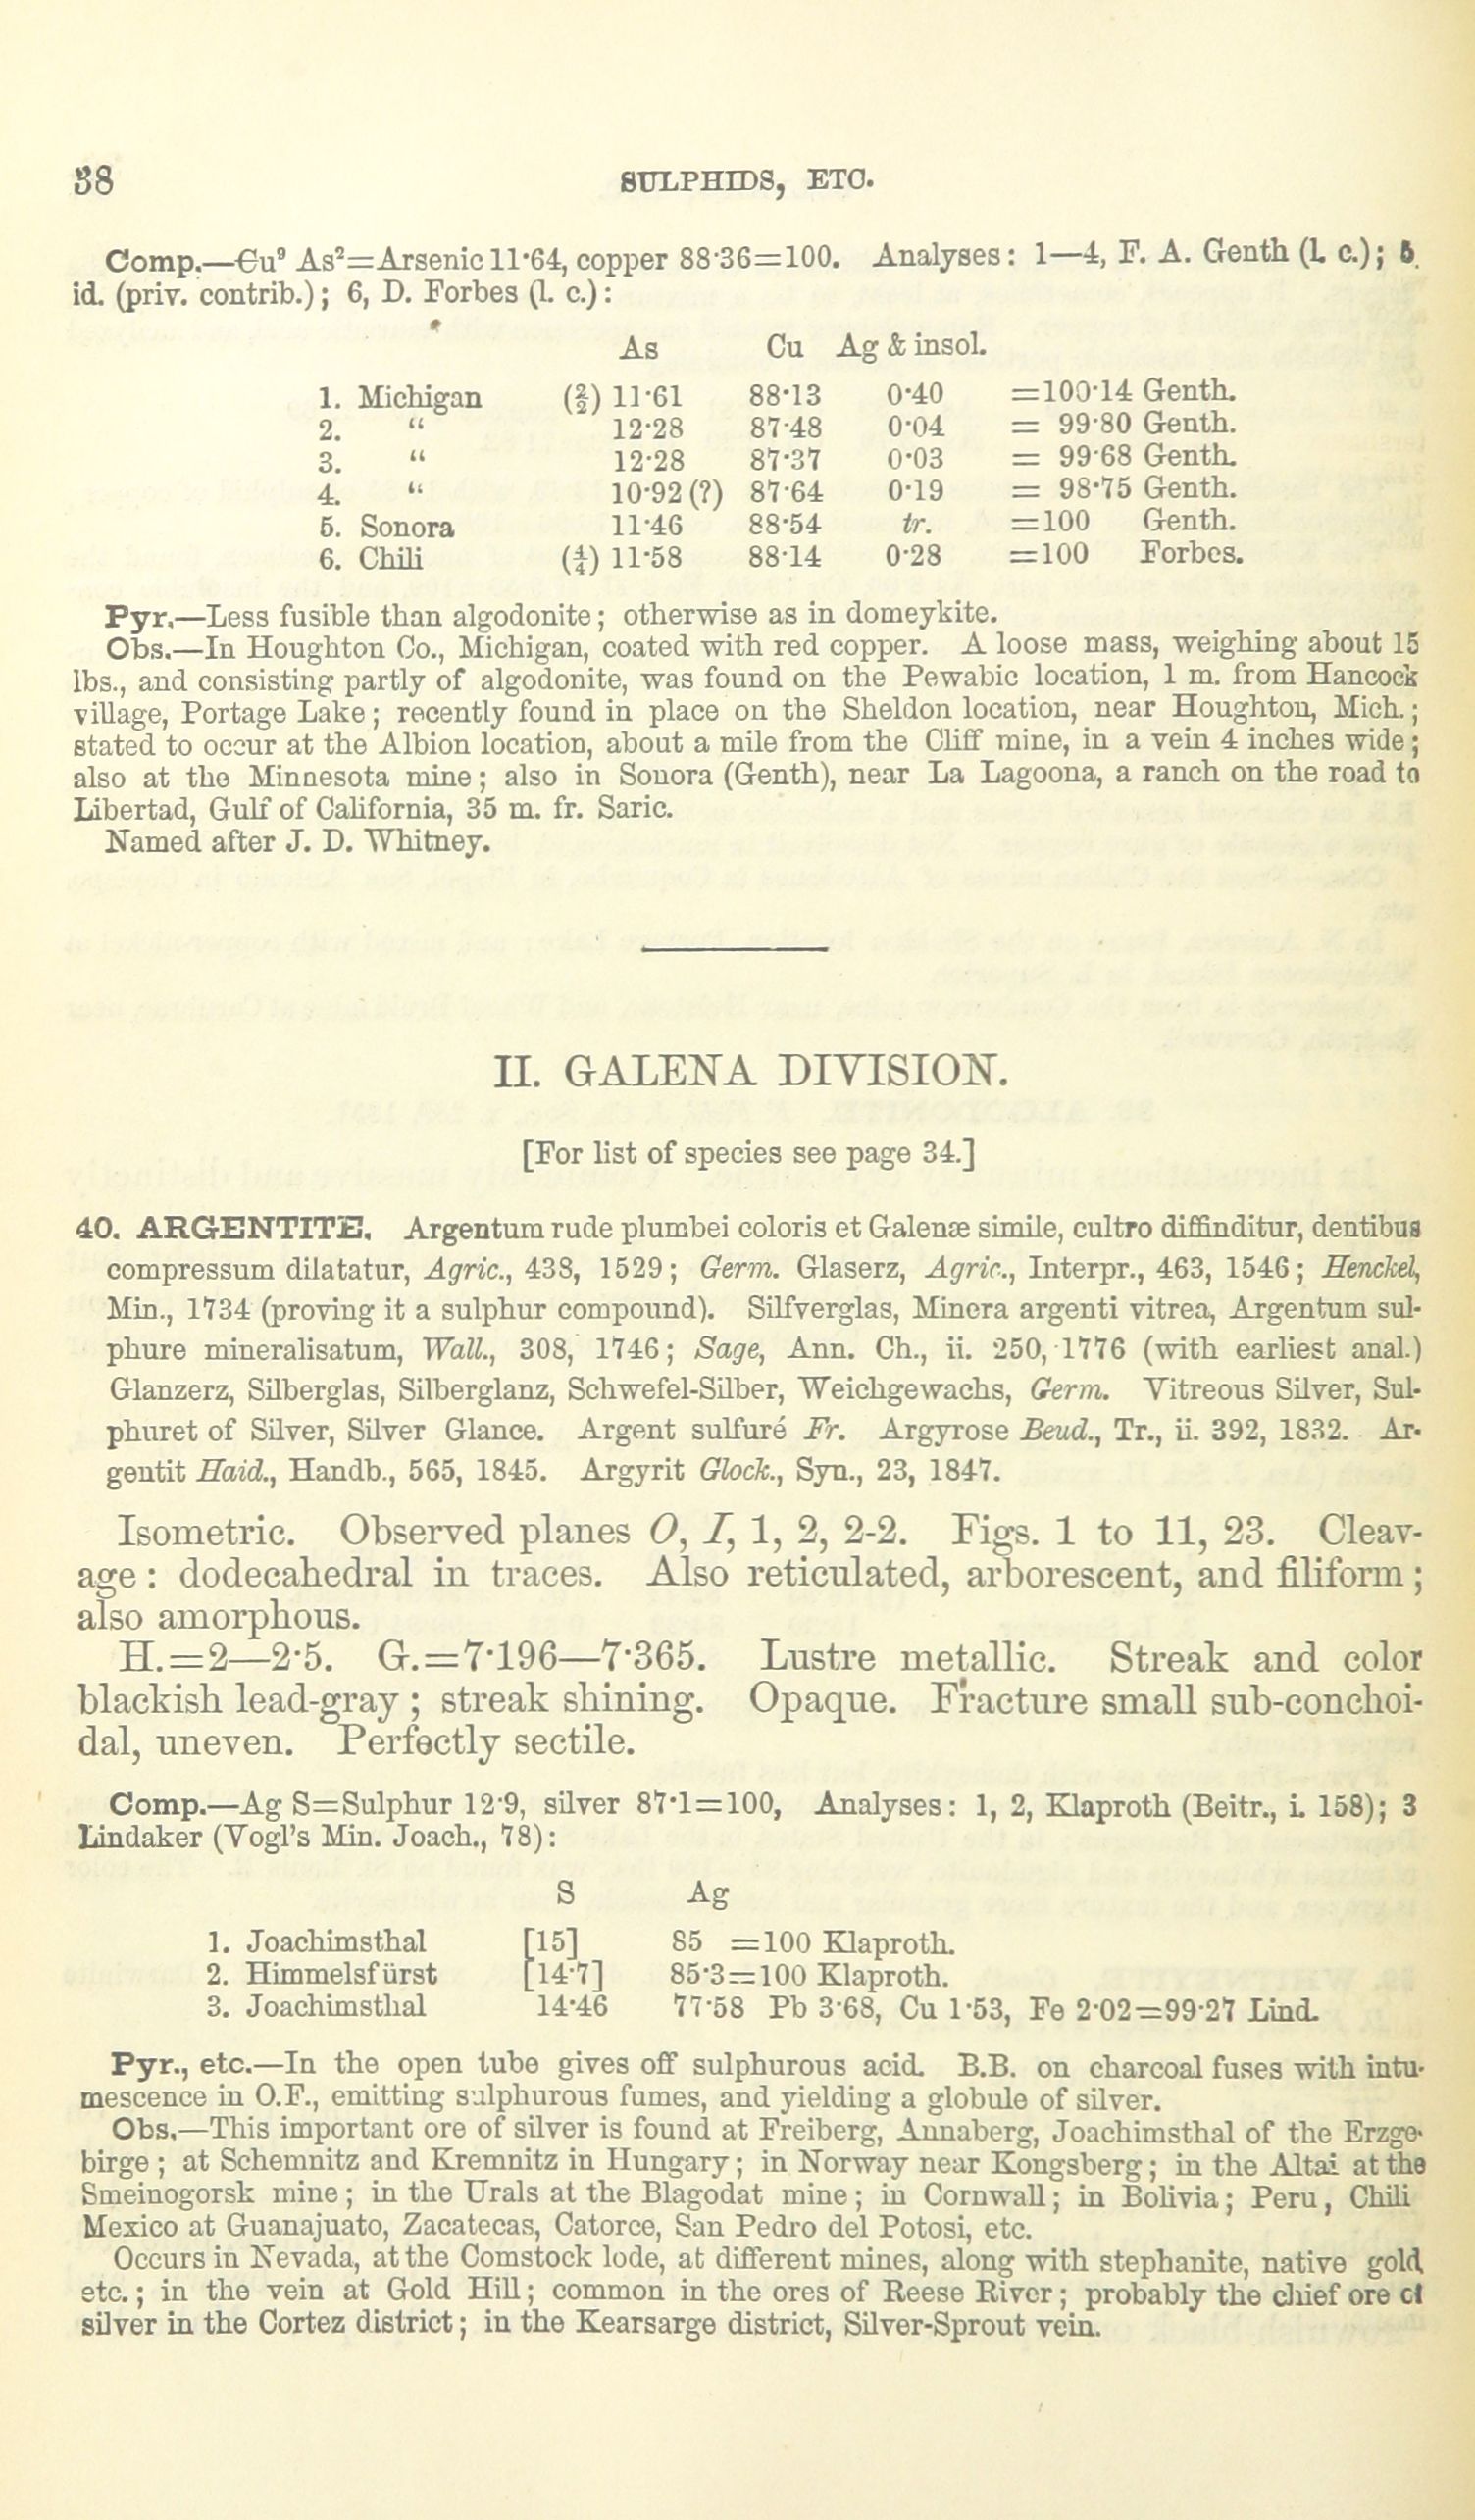 38 SULPHIDS, ETC.
Comp.—Ꞓu⁹ As²=Arsenic 11·64, copper 88·36=100. Analyses: 1—4, F. A. Genth (l. c.); 5,
id. (priv. contrib.); 6, D. Forbes (l. c.):
As Cu Ag & insol.
1. Michigan (2/2) 11·61 88·13 0·40 =100·14 Genth.
2. “ 12·28 87·48 0·04 = 99·80 Genth.
3. “ 12·28 87·37 0·03 = 99·68 Genth.
4. “ 10·92 (?) 87·64 0·19 = 98·75 Genth.
5. Sonora 11·46 88·54 tr. =100 Genth.
6. Chili (4/4) 11·58 88·14 0·28 =100 Forbes.
Pyr.—Less fusible than algodonite; otherwise as in domeykite.
Obs.—In Houghton Co., Michigan, coated with red copper. A loose mass, weighing about 15
lbs., and consisting partly of algodonite, was found on the Pewabic location, 1 m. from Hancock
village, Portage Lake; recently found in place on the Sheldon location, near Houghton, Mich.;
stated to occur at the Albion location, about a mile from the Cliff mine, in a vein 4 inches wide;
also at the Minnesota mine; also in Sonora (Genth), near La Lagoona, a ranch on the road to
Libertad, Gulf of California, 35 m. fr. Saric.
Named after J. D. Whitney.
II. GALENA DIVISION.
[For list of species see page 34.]
40. ARGENTITE. Argentum rude plumbei coloris et Galenæ simile, cultro diffinditur, dentibus
compressum dilatatur, Agric., 438, 1529; Germ. Glaserz, Agric., Interpr., 463, 1546; Henckel,
Min., 1734 (proving it a sulphur compound). Silfverglas, Minera argenti vitrea, Argentum sul-
phure mineralisatum, Wall., 308, 1746; Sage, Ann. Ch., ii. 250, 1776 (with earliest anal.)
Glanzerz, Silberglas, Silberglanz, Schwefel-Silber, Weichgewachs, Germ. Vitreous Silver, Sul-
phuret of Silver, Silver Glance. Argent sulfuré Fr. Argyrose Beud., Tr., ii. 392, 1832. Ar-
gentit Haid., Handb., 565, 1845. Argyrit Glock., Syn., 23, 1847.
Isometric. Observed planes O, I, 1, 2, 2-2. Figs. 1 to 11, 23. Cleav-
age: dodecahedral in traces. Also reticulated, arborescent, and filiform;
also amorphous.
H.=2—2·5. G.=7·196—7·365. Lustre metallic. Streak and color
blackish lead-gray; streak shining. Opaque. Fracture small sub-conchoi-
dal, uneven. Perfectly sectile.
Comp.—Ag S=Sulphur 12·9, silver 87·1=100, Analyses: 1, 2, Klaproth (Beitr., i. 158); 3
Lindaker (Vogl's Min. Joach., 78):
S Ag
1. Joachimsthal [15] 85 =100 Klaproth.
2. Himmelsfürst [14·7] 85·3=100 Klaproth.
3. Joachimsthal 14·46 77·58 Pb 3·68, Cu 1·53, Fe 2·02=99·27 Lind.
Pyr., etc.—In the open tube gives off sulphurous acid. B.B. on charcoal fuses with intu-
mescence in O.F., emitting sulphurous fumes, and yielding a globule of silver.
Obs.—This important ore of silver is found at Freiberg, Annaberg, Joachimsthal of the Erzge-
birge; at Schemnitz and Kremnitz in Hungary; in Norway near Kongsberg; in the Altai at the
Smeinogorsk mine; in the Urals at the Blagodat mine; in Cornwall; in Bolivia; Peru, Chili
Mexico at Guanajuato, Zacatecas, Catorce, San Pedro del Potosi, etc.
Occurs in Nevada, at the Comstock lode, at different mines, along with stephanite, native gold,
etc.; in the vein at Gold Hill; common in the ores of Reese River; probably the chief ore of
silver in the Cortez district; in the Kearsarge district, Silver-Sprout vein.